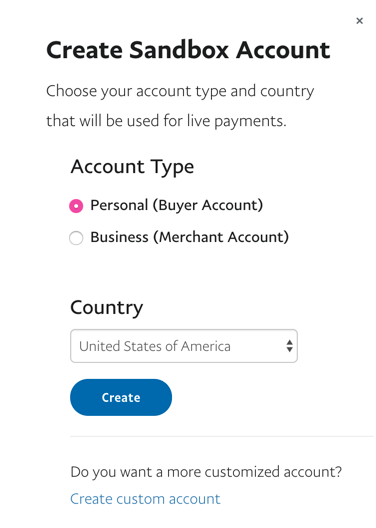 ×
Create Sandbox Account
Choose your account type and country
that will be used for live payments.
Account Type
Personal (Buyer Account)
Business (Merchant Account)
Country
United States of America
Create
Do you want a more customized account?
Create custom account